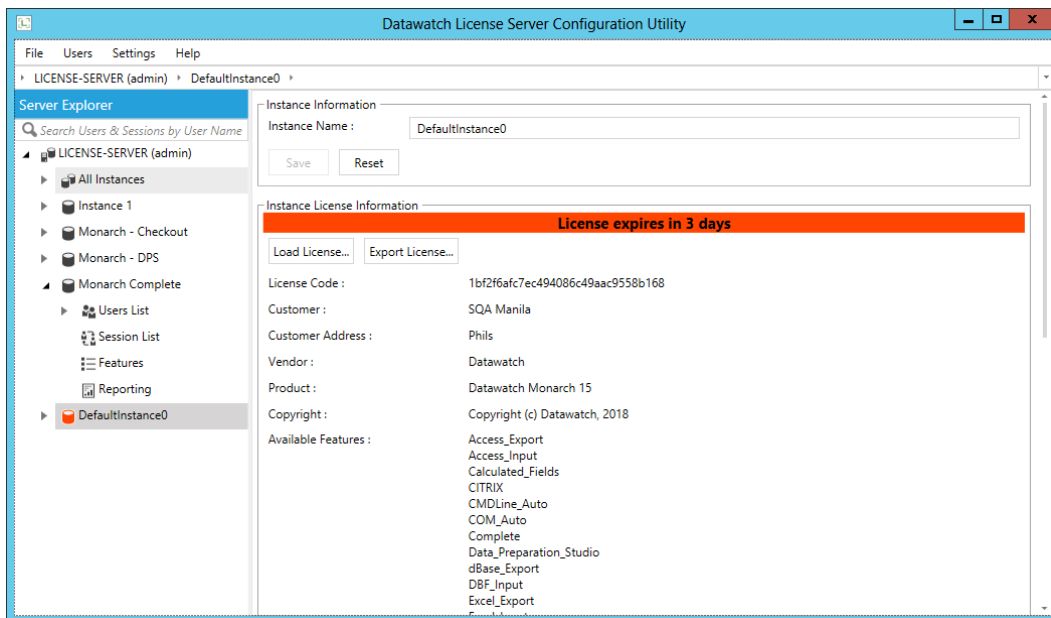 Datawatch License Server Configuration Utility
File Users Settings Help
LICENSE-SERVER (admin) DefaultInstance0
Server Explorer
Search Users & Sessions by User Name
LICENSE-SERVER (admin)
All Instances
Instance 1
Monarch - Checkout
Monarch - DPS
Monarch Complete
Users List
Session List
Features
Reporting
DefaultInstance0
Instance Information
Instance Name : DefaultInstance0
Save Reset
Instance License Information
License expires in 3 days
Load License... Export License...
License Code : 1bf2f6afc7ec494086c49aac9558b168
Customer : SQA Manila
Customer Address : Phils
Vendor : Datawatch
Product : Datawatch Monarch 15
Copyright : Copyright (c) Datawatch, 2018
Available Features : Access_Export
Access_Input
Calculated_Fields
CITRIX
CMDLine_Auto
COM_Auto
Complete
Data_Preparation_Studio
dBase_Export
DBF_Input
Excel_Export